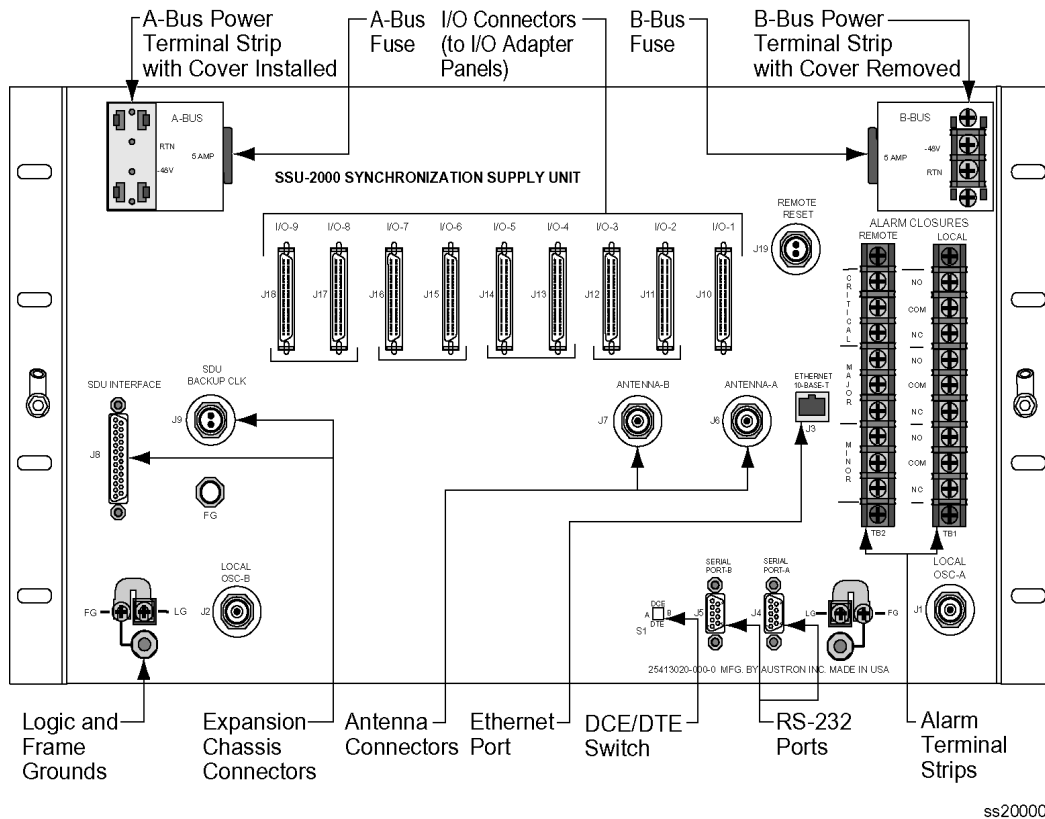 A-Bus Power
Terminal Strip
with Cover Installed
A-Bus
Fuse
I/O Connectors
(to I/O Adapter
Panels)
B-Bus
Fuse
B-Bus Power
Terminal Strip
with Cover Removed
A-BUS
RTN
5 AMP
-48V
B-BUS
-48V
5 AMP
RTN
SSU-2000 SYNCHRONIZATION SUPPLY UNIT
REMOTE
RESET
J19
ALARM CLOSURES
REMOTE
LOCAL
I/O-9
I/O-8
I/O-7
I/O-6
I/O-5
I/O-4
I/O-3
I/O-2
I/O-1
J18
J17
J16
J15
J14
J13
J12
J11
J10
CRITICAL
NO
COM
NC
MAJOR
NO
COM
NC
MINOR
NO
COM
NC
TB2
TB1
SDU INTERFACE
J8
SDU
BACKUP CLK
J9
FG
ANTENNA-B
J7
ANTENNA-A
J6
ETHERNET
10-BASE-T
J3
FG
LG
LOCAL
OSC-B
J2
DCE
A
B
DTE
S1
SERIAL
PORT-B
J5
SERIAL
PORT-A
J4
LG
FG
LOCAL
OSC-A
J1
25413020-000-0 MFG. BY AUSTRON INC. MADE IN USA
Logic and
Frame
Grounds
Expansion
Chassis
Connectors
Antenna
Connectors
Ethernet
Port
DCE/DTE
Switch
RS-232
Ports
Alarm
Terminal
Strips
ss20000